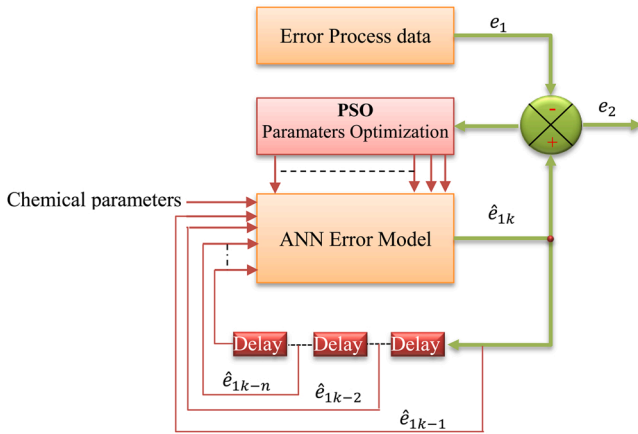 Error Process data
e₁
-
PSO
Paramaters Optimization
e₂
+
Chemical parameters
ANN Error Model
ê₁ₖ
Delay
Delay
Delay
ê₁ₖ₋ₙ
ê₁ₖ₋₂
ê₁ₖ₋₁